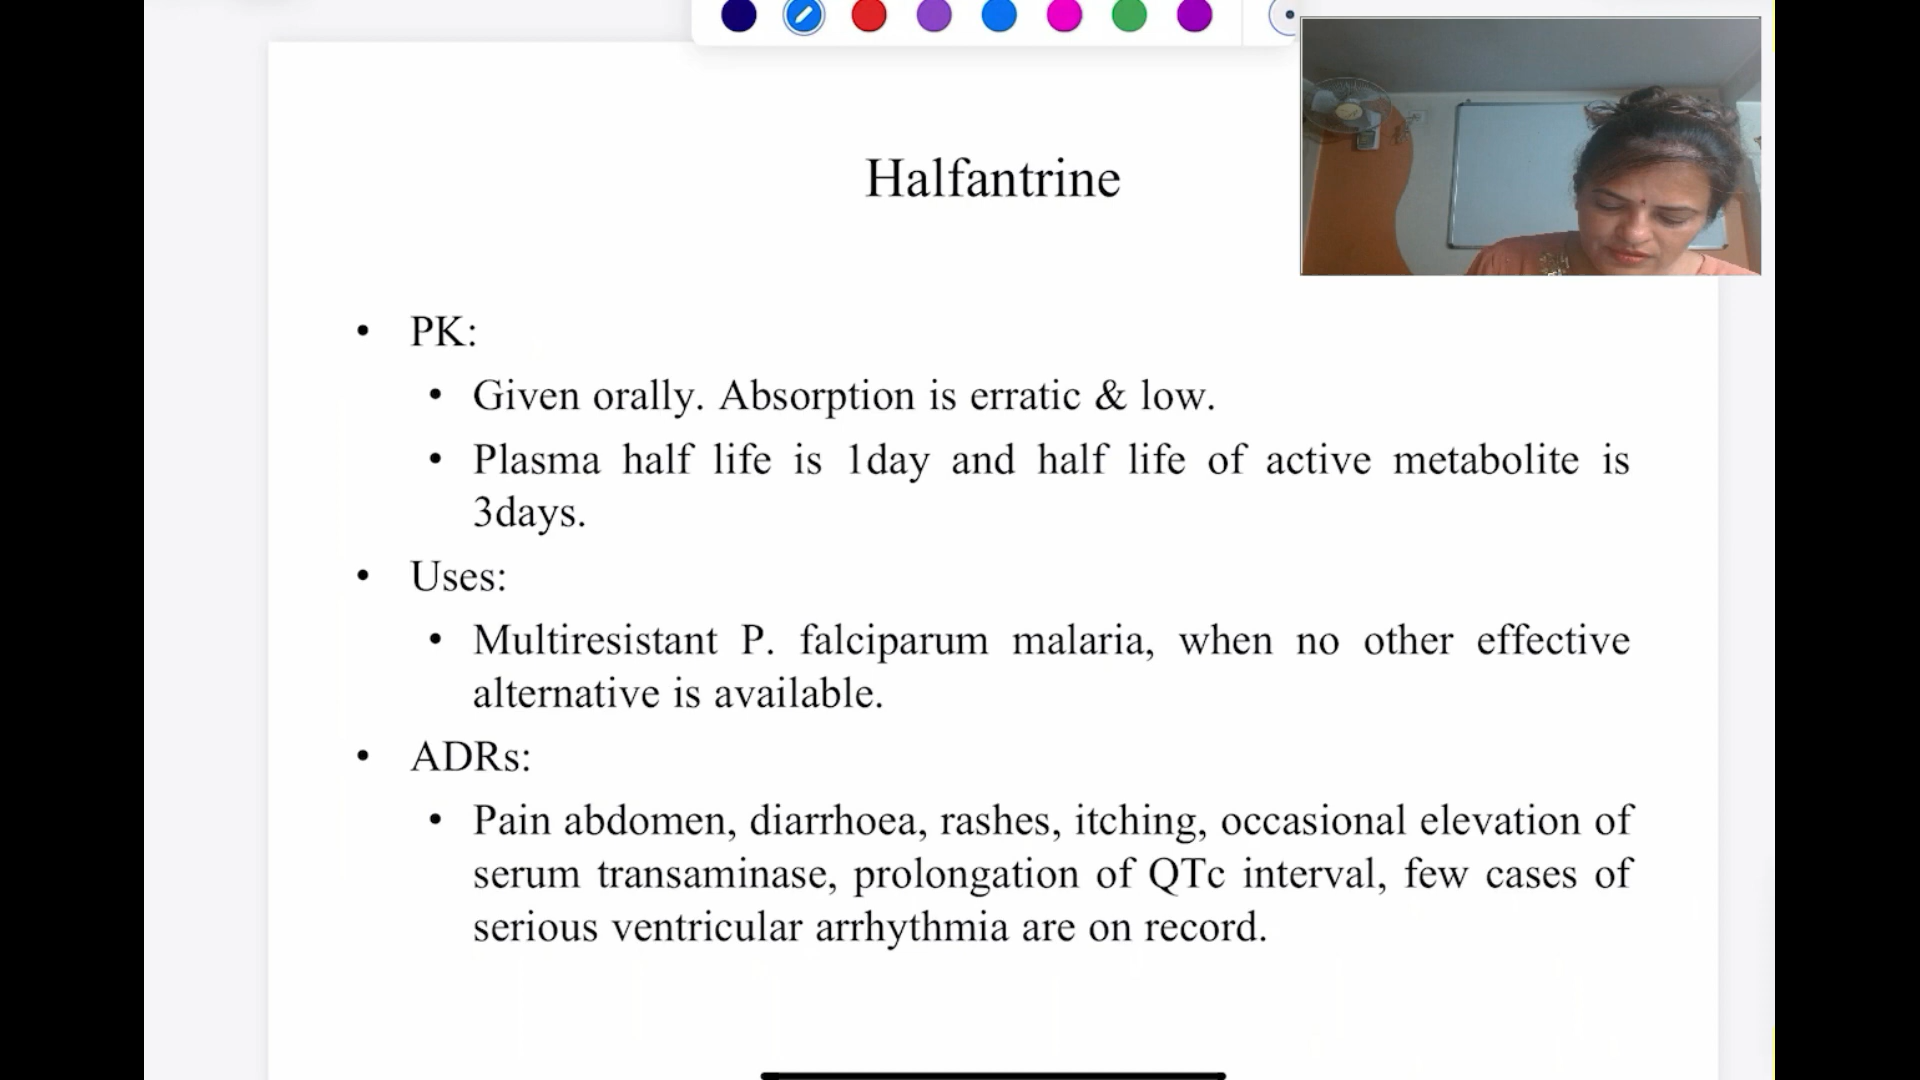 Halfantrine
• PK:
• Given orally. Absorption is erratic & low.
• Plasma half life is 1day and half life of active metabolite is
3days.
• Uses:
• Multiresistant P. falciparum malaria, when no other effective
alternative is available.
• ADRs:
• Pain abdomen, diarrhoea, rashes, itching, occasional elevation of
serum transaminase, prolongation of QTc interval, few cases of
serious ventricular arrhythmia are on record.